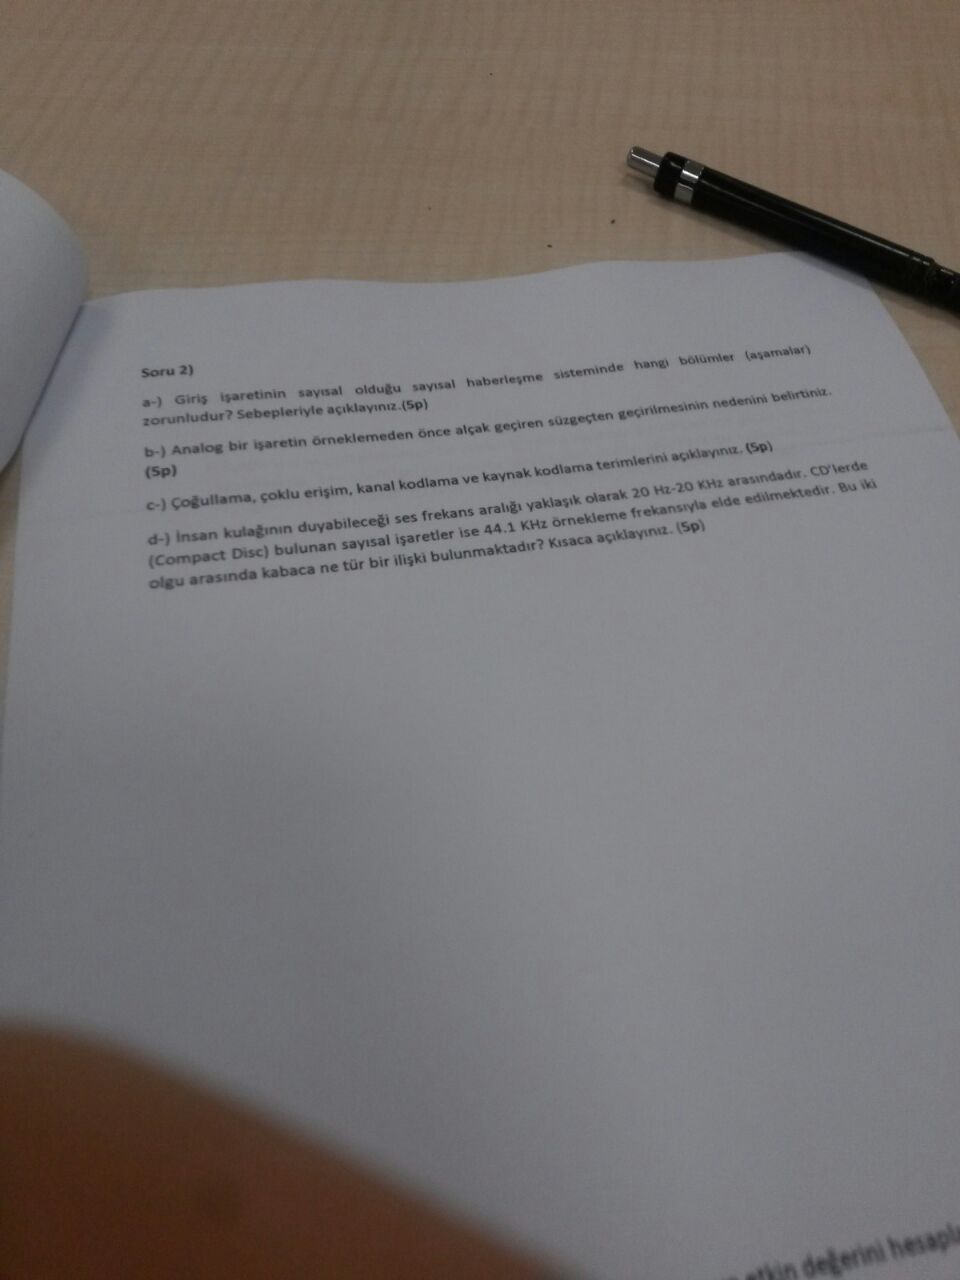 Soru 2)
a-) Giriş işaretinin sayısal olduğu sayısal haberleşme sisteminde hangi bölümler (aşamalar)
zorunludur? Sebepleriyle açıklayınız.(5p)
b-) Analog bir işaretin örneklemeden önce alçak geçiren süzgeçten geçirilmesinin nedenini belirtiniz.
(5p)
c-) Çoğullama, çoklu erişim, kanal kodlama ve kaynak kodlama terimlerini açıklayınız. (5p)
d-) İnsan kulağının duyabileceği ses frekans aralığı yaklaşık olarak 20 Hz-20 KHz arasındadır. CD'lerde
(Compact Disc) bulunan sayısal işaretler ise 44.1 KHz örnekleme frekansıyla elde edilmektedir. Bu iki
olgu arasında kabaca ne tür bir ilişki bulunmaktadır? Kısaca açıklayınız. (5p)
etkin değerini hesapla